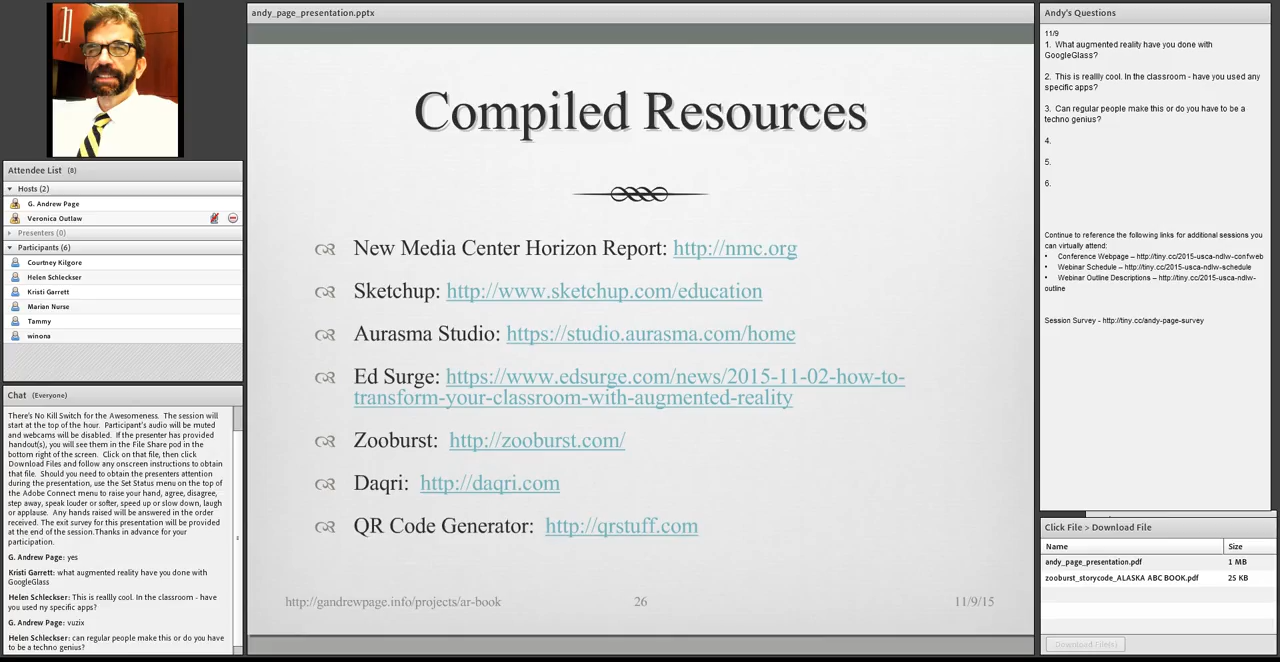 andy_page_presentation.pptx
Compiled Resources
New Media Center Horizon Report: http://nmc.org
Sketchup: http://www.sketchup.com/education
Aurasma Studio: https://studio.aurasma.com/home
Ed Surge: https://www.edsurge.com/news/2015-11-02-how-to-
transform-your-classroom-with-augmented-reality
Zooburst: http://zooburst.com/
Daqri: http://daqri.com
QR Code Generator: http://qrstuff.com
http://gandrewpage.info/projects/ar-book
26
11/9/15
Attendee List (8)
Hosts (2)
G. Andrew Page
Veronica Outlaw
Presenters (0)
Participants (6)
Courtney Kilgore
Helen Schleckser
Kristi Garrett
Marian Nurse
Tammy
winona
Chat (Everyone)
There's No Kill Switch for the Awesomeness. The session will
start at the top of the hour. Participant's audio will be muted
and webcams will be disabled. If the presenter has provided
handout(s), you will see them in the File Share pod in the
bottom right of the screen. Click on that file, then click
Download Files and follow any onscreen instructions to obtain
that file. Should you need to obtain the presenters attention
during the presentation, use the Set Status menu on the top of
the Adobe Connect menu to raise your hand, agree, disagree,
step away, speak louder or softer, speed up or slow down, laugh
or applause. Any hands raised will be answered in the order
received. The exit survey for this presentation will be provided
at the end of the session.Thanks in advance for your
participation.
G. Andrew Page: yes
Kristi Garrett: what augmented reality have you done with
GoogleGlass
Helen Schleckser: This is reallly cool. In the classroom - have
you used ny specific apps?
G. Andrew Page: vuzix
Helen Schleckser: can regular people make this or do you have
to be a techno genius?
Andy's Questions
11/9
1. What augmented reality have you done with
GoogleGlass?
2. This is reallly cool. In the classroom - have you used any
specific apps?
3. Can regular people make this or do you have to be a
techno genius?
4.
5.
6.
Continue to reference the following links for additional sessions you
can virtually attend:
• Conference Webpage – http://tiny.cc/2015-usca-ndlw-confweb
• Webinar Schedule – http://tiny.cc/2015-usca-ndlw-schedule
• Webinar Outline Descriptions – http://tiny.cc/2015-usca-ndlw-
outline
Session Survey - http://tiny.cc/andy-page-survey
Click File > Download File
Name Size
andy_page_presentation.pdf 1 MB
zooburst_storycode_ALASKA ABC BOOK.pdf 25 KB
Download File(s)